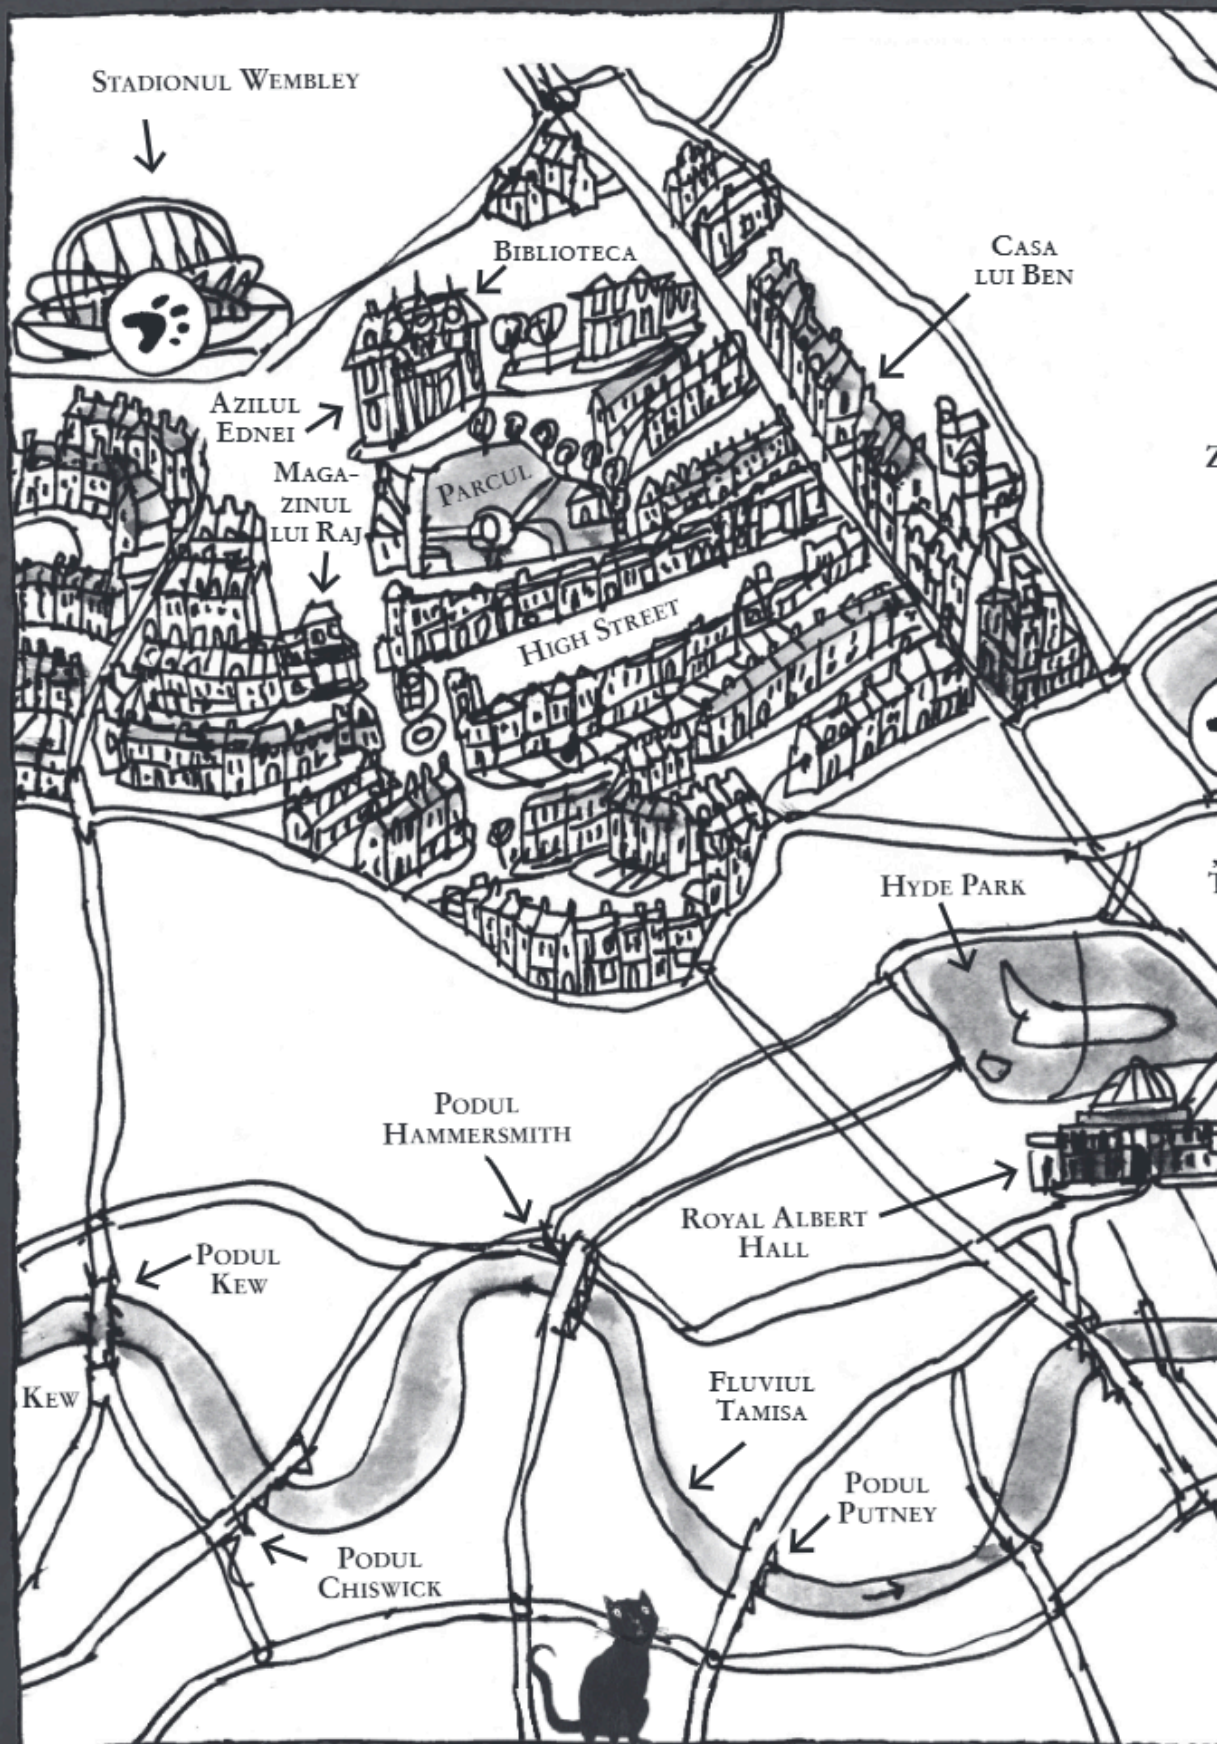 STADIONUL WEMBLEY
BIBLIOTECA
CASA
LUI BEN
AZILUL
EDNEI
MAGA-
ZINUL
LUI RAJ
PARCUL
HIGH STREET
HYDE PARK
PODUL
HAMMERSMITH
ROYAL ALBERT
HALL
PODUL
KEW
KEW
FLUVIUL
TAMISA
PODUL
PUTNEY
PODUL
CHISWICK